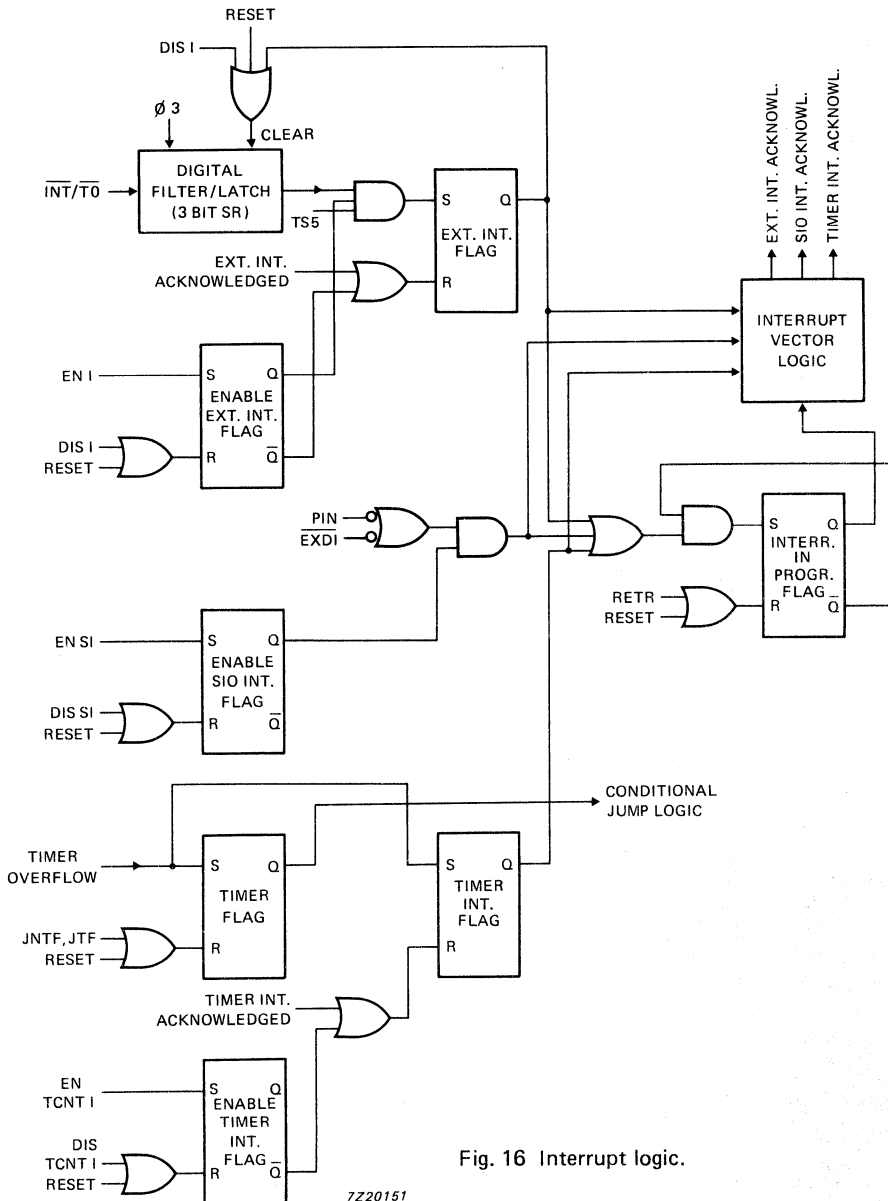 RESET
DIS I
Ø 3
CLEAR
INT/T0
DIGITAL
FILTER/LATCH
(3 BIT SR)
TS5
S
Q
EXT. INT.
FLAG
R
EXT. INT.
ACKNOWLEDGED
EXT. INT. ACKNOWL.
SIO INT. ACKNOWL.
TIMER INT. ACKNOWL.
INTERRUPT
VECTOR
LOGIC
EN I
S
Q
ENABLE
EXT. INT.
FLAG
DIS I
RESET
R
Q
PIN
EXDI
S
Q
INTERR.
IN
PROGR.
FLAG
RETR
RESET
R
Q
EN SI
S
Q
ENABLE
SIO INT.
FLAG
DIS SI
RESET
R
Q
CONDITIONAL
JUMP LOGIC
TIMER
OVERFLOW
S
Q
TIMER
FLAG
S
Q
TIMER
INT.
FLAG
R
JNTF, JTF
RESET
R
TIMER INT.
ACKNOWLEDGED
EN
TCNT I
S
Q
ENABLE
TIMER
INT.
FLAG
DIS
TCNT I
RESET
R
Q
Fig. 16 Interrupt logic.
7Z20151